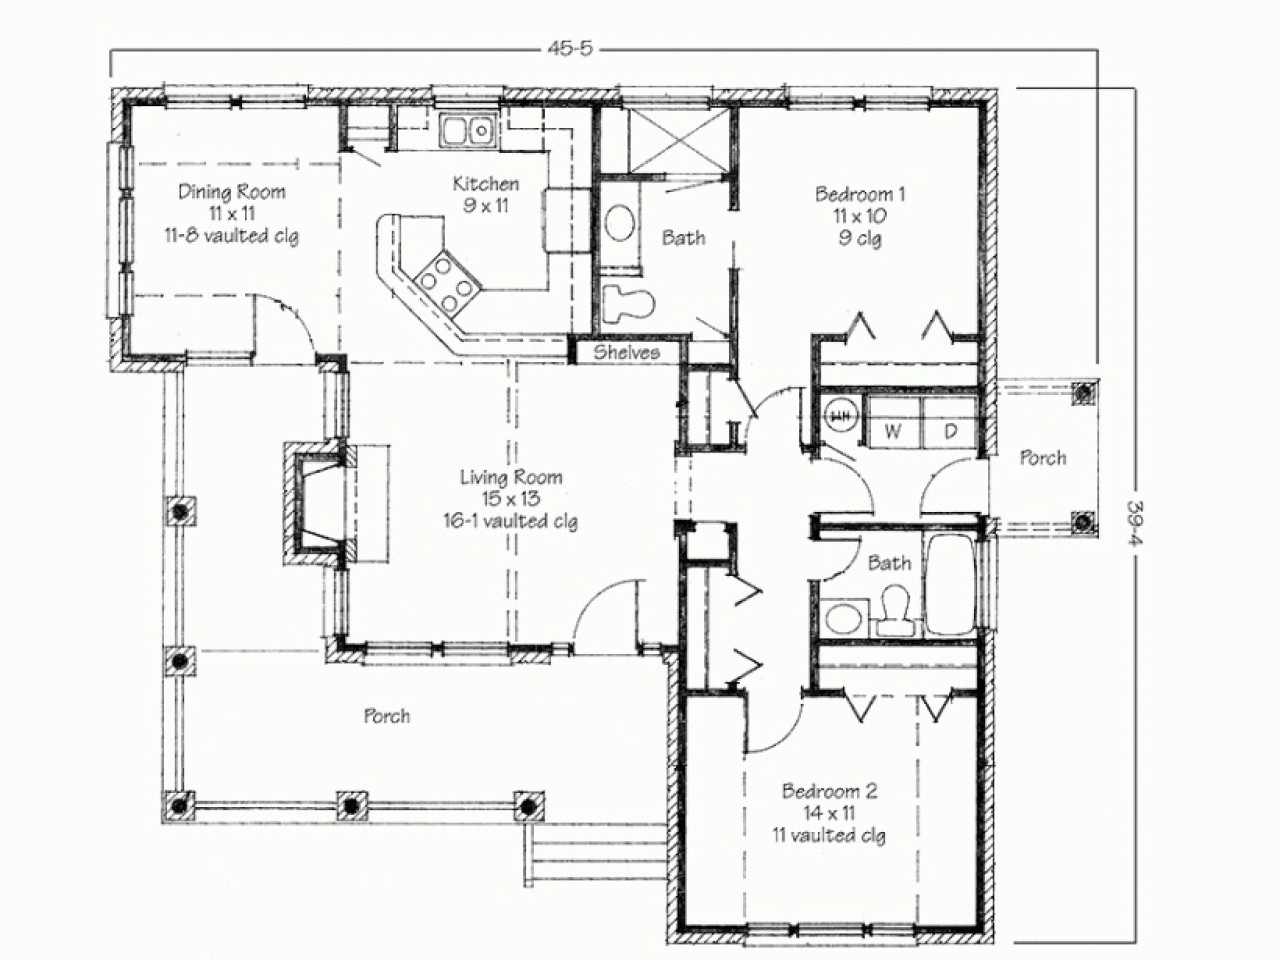 45-5
Dining Room
11 x 11
11-8 vaulted clg
Kitchen
9 x 11
Bath
Bedroom 1
11 x 10
9 clg
Shelves
WH
W
D
Porch
Living Room
15 x 13
16-1 vaulted clg
39-4
Bath
Porch
Bedroom 2
14 x 11
11 vaulted clg